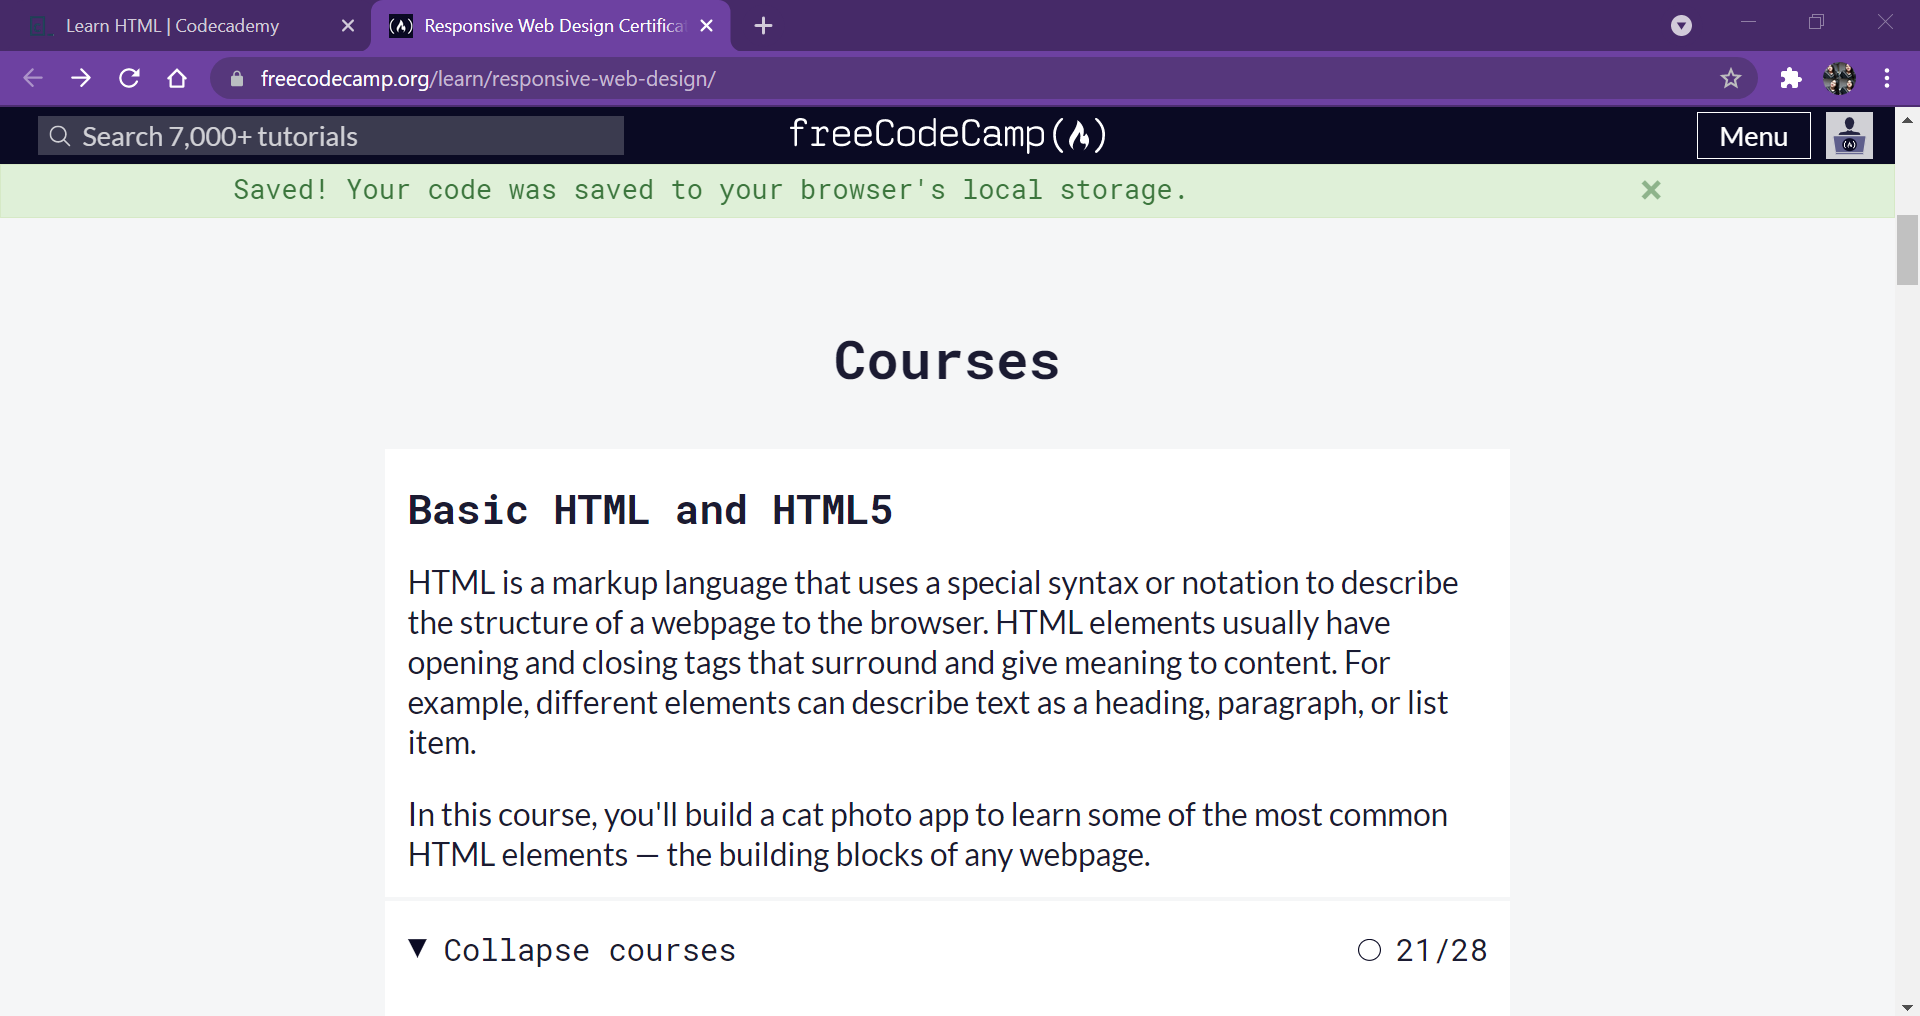 Learn HTML | Codecademy
Responsive Web Design Certifica
freecodecamp.org/learn/responsive-web-design/
Search 7,000+ tutorials
freeCodeCamp(🔥)
Menu
Saved! Your code was saved to your browser's local storage.
Courses
Basic HTML and HTML5
HTML is a markup language that uses a special syntax or notation to describe
the structure of a webpage to the browser. HTML elements usually have
opening and closing tags that surround and give meaning to content. For
example, different elements can describe text as a heading, paragraph, or list
item.
In this course, you'll build a cat photo app to learn some of the most common
HTML elements — the building blocks of any webpage.
Collapse courses
21/28